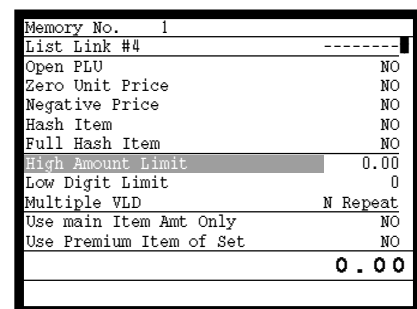 Memory No. 1
List Link #4 --------
Open PLU NO
Zero Unit Price NO
Negative Price NO
Hash Item NO
Full Hash Item NO
High Amount Limit 0.00
Low Digit Limit 0
Multiple VLD N Repeat
Use main Item Amt Only NO
Use Premium Item of Set NO
0.00